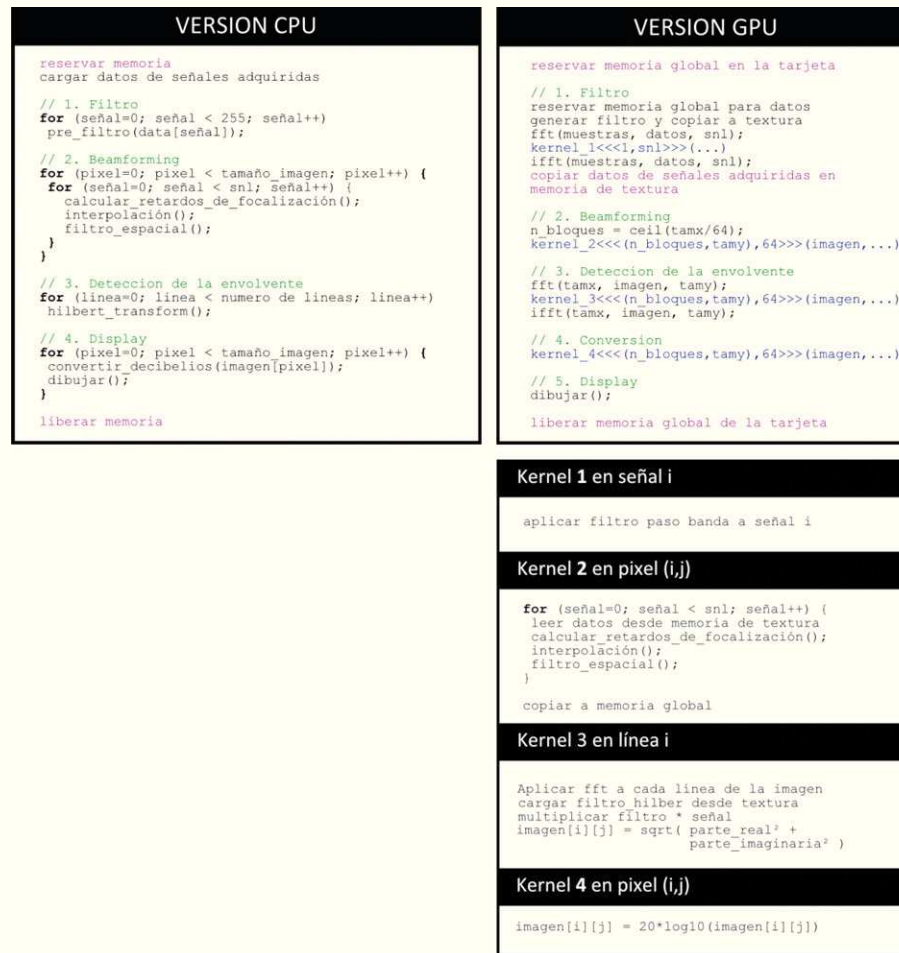 VERSION CPU
reservar memoria
cargar datos de señales adquiridas
// 1. Filtro
for (señal=0; señal < 255; señal++)
pre_filtro(data[señal]);
// 2. Beamforming
for (pixel=0; pixel < tamaño_imagen; pixel++) {
for (señal=0; señal < snl; señal++) {
calcular_retardos_de_focalización();
interpolación();
filtro_espacial();
}
}
// 3. Deteccion de la envolvente
for (linea=0; linea < numero de lineas; linea++)
hilbert_transform();
// 4. Display
for (pixel=0; pixel < tamaño_imagen; pixel++) {
convertir_decibelios(imagen[pixel]);
dibujar();
}
liberar memoria
VERSION GPU
reservar memoria global en la tarjeta
// 1. Filtro
reservar memoria global para datos
generar filtro y copiar a textura
fft(muestras, datos, snl);
kernel_1<<<1,snl>>>(...)
ifft(muestras, datos, snl);
copiar datos de señales adquiridas en
memoria de textura
// 2. Beamforming
n_bloques = ceil(tamx/64);
kernel_2<<<(n_bloques,tamy),64>>>(imagen,...)
// 3. Deteccion de la envolvente
fft(tamx, imagen, tamy);
kernel_3<<<(n_bloques,tamy),64>>>(imagen,...)
ifft(tamx, imagen, tamy);
// 4. Conversion
kernel_4<<<(n_bloques,tamy),64>>>(imagen,...)
// 5. Display
dibujar();
liberar memoria global de la tarjeta
Kernel 1 en señal i
aplicar filtro paso banda a señal i
Kernel 2 en pixel (i,j)
for (señal=0; señal < snl; señal++) {
leer datos desde memoria de textura
calcular_retardos_de_focalización();
interpolación();
filtro_espacial();
}
copiar a memoria global
Kernel 3 en línea i
Aplicar fft a cada linea de la imagen
cargar filtro_hilber desde textura
multiplicar filtro * señal
imagen[i][j] = sqrt( parte_real² +
parte_imaginaria² )
Kernel 4 en pixel (i,j)
imagen[i][j] = 20*log10(imagen[i][j])